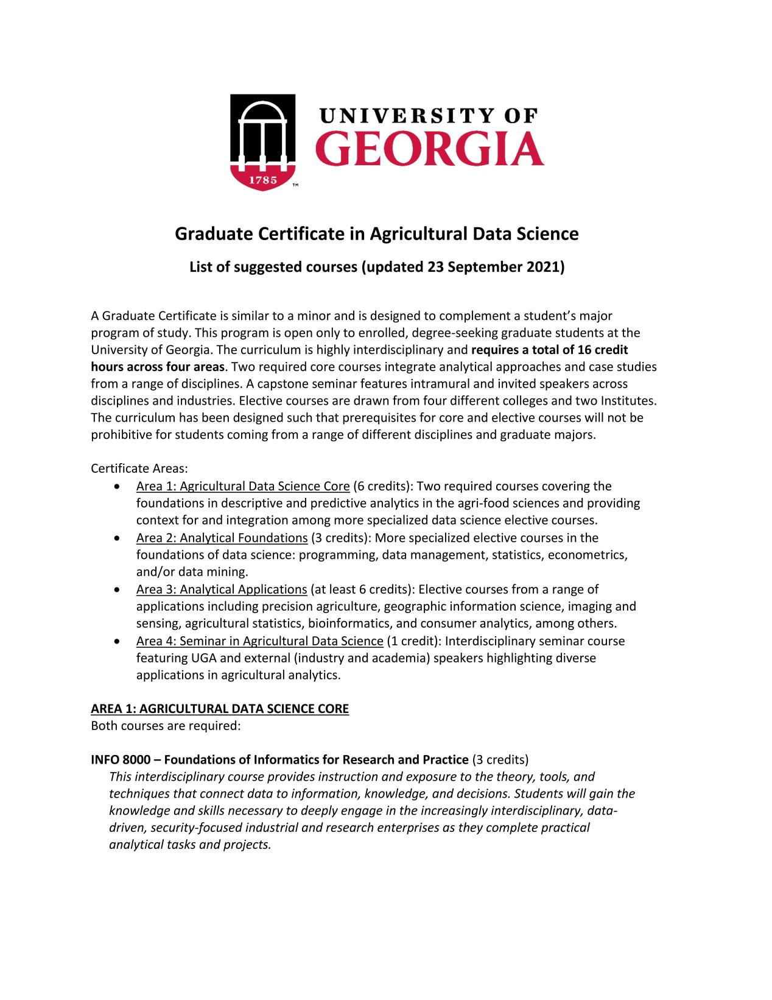 UNIVERSITY OF
GEORGIA
1785
™
Graduate Certificate in Agricultural Data Science
List of suggested courses (updated 23 September 2021)
A Graduate Certificate is similar to a minor and is designed to complement a student’s major
program of study. This program is open only to enrolled, degree-seeking graduate students at the
University of Georgia. The curriculum is highly interdisciplinary and requires a total of 16 credit
hours across four areas. Two required core courses integrate analytical approaches and case studies
from a range of disciplines. A capstone seminar features intramural and invited speakers across
disciplines and industries. Elective courses are drawn from four different colleges and two Institutes.
The curriculum has been designed such that prerequisites for core and elective courses will not be
prohibitive for students coming from a range of different disciplines and graduate majors.
Certificate Areas:
• Area 1: Agricultural Data Science Core (6 credits): Two required courses covering the
foundations in descriptive and predictive analytics in the agri-food sciences and providing
context for and integration among more specialized data science elective courses.
• Area 2: Analytical Foundations (3 credits): More specialized elective courses in the
foundations of data science: programming, data management, statistics, econometrics,
and/or data mining.
• Area 3: Analytical Applications (at least 6 credits): Elective courses from a range of
applications including precision agriculture, geographic information science, imaging and
sensing, agricultural statistics, bioinformatics, and consumer analytics, among others.
• Area 4: Seminar in Agricultural Data Science (1 credit): Interdisciplinary seminar course
featuring UGA and external (industry and academia) speakers highlighting diverse
applications in agricultural analytics.
AREA 1: AGRICULTURAL DATA SCIENCE CORE
Both courses are required:
INFO 8000 – Foundations of Informatics for Research and Practice (3 credits)
This interdisciplinary course provides instruction and exposure to the theory, tools, and
techniques that connect data to information, knowledge, and decisions. Students will gain the
knowledge and skills necessary to deeply engage in the increasingly interdisciplinary, data-
driven, security-focused industrial and research enterprises as they complete practical
analytical tasks and projects.